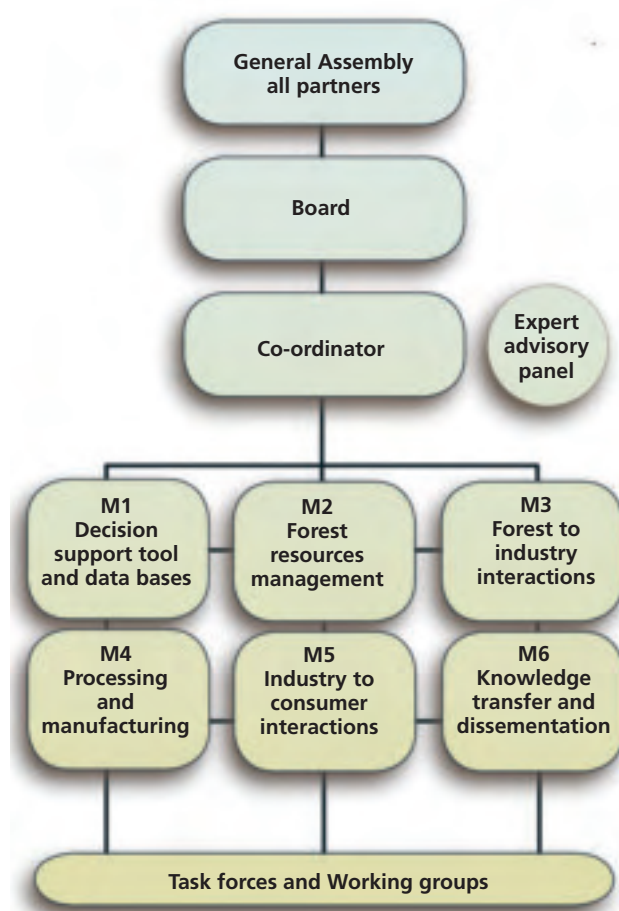 General Assembly
all partners
Board
Co-ordinator
Expert
advisory
panel
M1
Decision
support tool
and data bases
M2
Forest
resources
management
M3
Forest to
industry
interactions
M4
Processing
and
manufacturing
M5
Industry to
consumer
interactions
M6
Knowledge
transfer and
dissementation
Task forces and Working groups